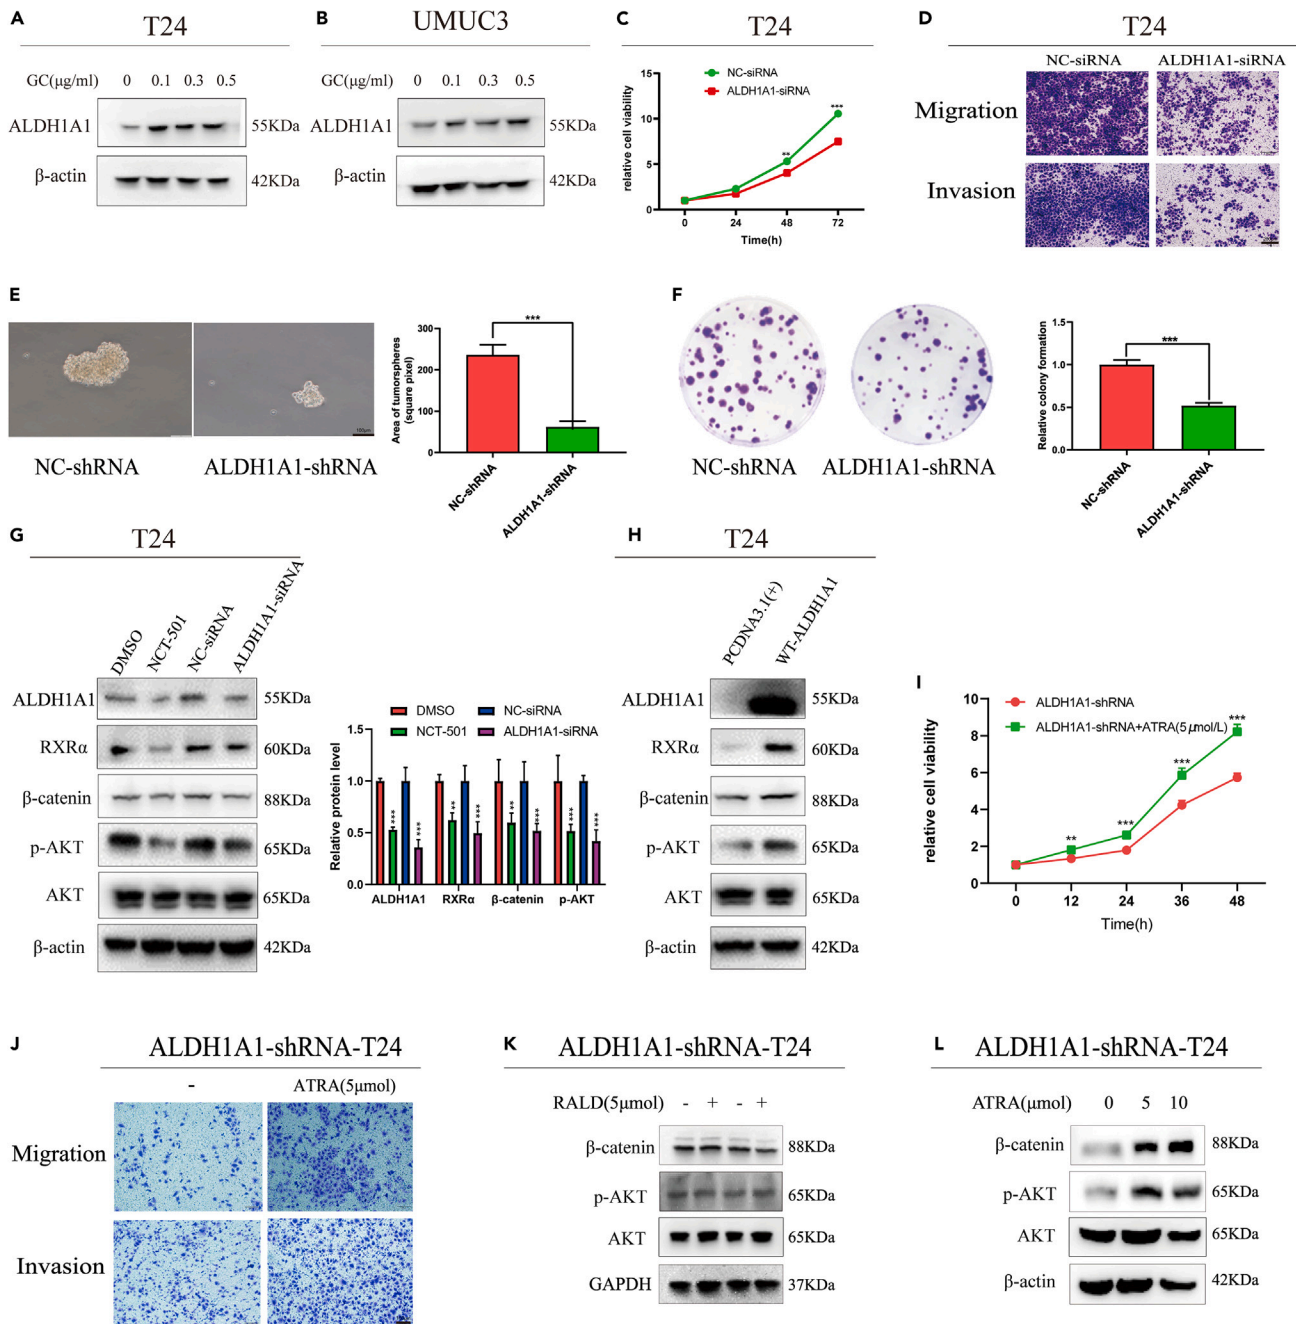 A
T24
GC(μg/ml) 0 0.1 0.3 0.5
ALDH1A1 55KDa
β-actin 42KDa
B
UMUC3
GC(μg/ml) 0 0.1 0.3 0.5
ALDH1A1 55KDa
β-actin 42KDa
C
T24
NC-siRNA
ALDH1A1-siRNA
relative cell viability
15
10
5
0
** ***
0 24 48 72
Time(h)
D
T24
NC-siRNA ALDH1A1-siRNA
Migration
Invasion
E
100μm
NC-shRNA ALDH1A1-shRNA
Area of tumorspheres
(square pixel)
300
200
100
0
***
NC-shRNA
ALDH1A1-shRNA
F
NC-shRNA ALDH1A1-shRNA
Relative colony formation
1.5
1.0
0.5
0.0
***
NC-shRNA
ALDH1A1-shRNA
G
T24
DMSO NCT-501 NC-siRNA ALDH1A1-siRNA
ALDH1A1 55KDa
RXRα 60KDa
β-catenin 88KDa
p-AKT 65KDa
AKT 65KDa
β-actin 42KDa
DMSO NC-siRNA
NCT-501 ALDH1A1-siRNA
Relative protein level
1.5
1.0
0.5
0.0
*** *** ** *** ** *** *** ***
ALDH1A1 RXRα β-catenin p-AKT
H
T24
PCDNA3.1(+) WT-ALDH1A1
ALDH1A1 55KDa
RXRα 60KDa
β-catenin 88KDa
p-AKT 65KDa
AKT 65KDa
β-actin 42KDa
I
ALDH1A1-shRNA
ALDH1A1-shRNA+ATRA(5 μmol/L)
relative cell viability
10
8
6
4
2
0
** *** *** ***
0 12 24 36 48
Time(h)
J
ALDH1A1-shRNA-T24
- ATRA(5μmol)
Migration
Invasion
K
ALDH1A1-shRNA-T24
RALD(5μmol) - + - +
β-catenin 88KDa
p-AKT 65KDa
AKT 65KDa
GAPDH 37KDa
L
ALDH1A1-shRNA-T24
ATRA(μmol) 0 5 10
β-catenin 88KDa
p-AKT 65KDa
AKT 65KDa
β-actin 42KDa